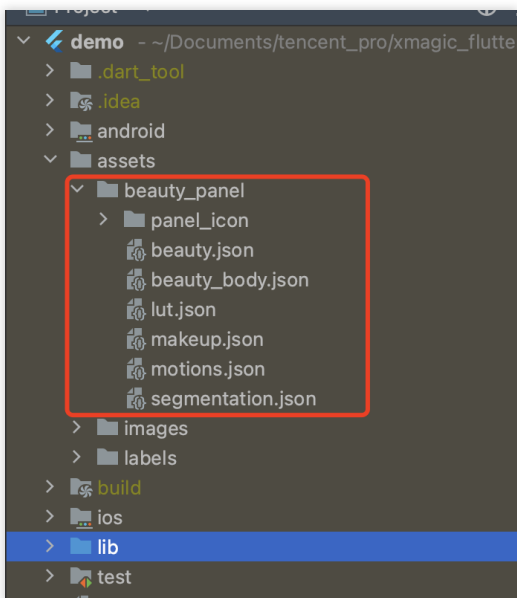 Project
demo - ~/Documents/tencent_pro/xmagic_flutte
.dart_tool
.idea
android
assets
beauty_panel
panel_icon
beauty.json
beauty_body.json
lut.json
makeup.json
motions.json
segmentation.json
images
labels
build
ios
lib
test